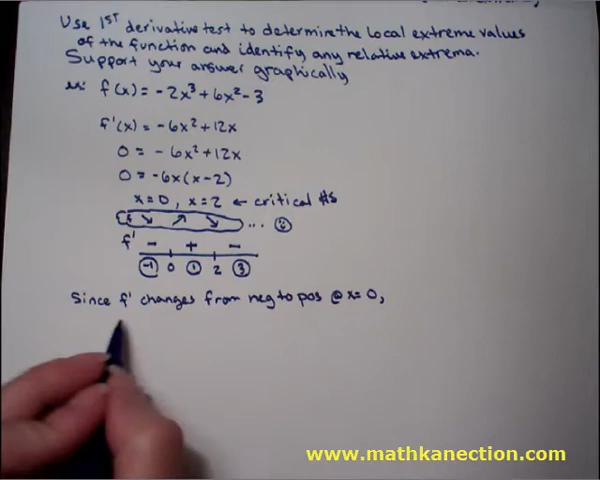 Use 1ST derivative test to determine the local extreme values
of the function and identify any relative extrema.
Support your answer graphically
ex: f(x) = -2x³ + 6x² - 3
f'(x) = -6x² + 12x
0 = -6x² + 12x
0 = -6x(x-2)
x=0, x=2 ← critical #s
f ↘ ↗ ↘ ...
f' - + -
-1 0 1 2 3
Since f' changes from neg to pos @ x=0,
www.mathkanection.com